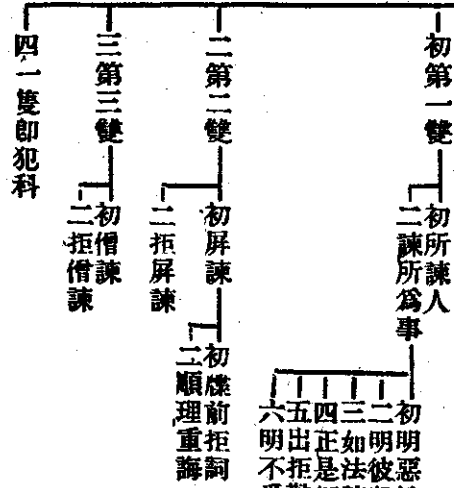 初第一雙
初所諫人
二諫所為事
初明惡
二明彼
三如法
四正是
五出拒
六明不
二第二雙
初屏諫
初牒前拒詞
二順理重誨
二拒屏諫
三第三雙
初僧諫
二拒僧諫
四一隻即犯科